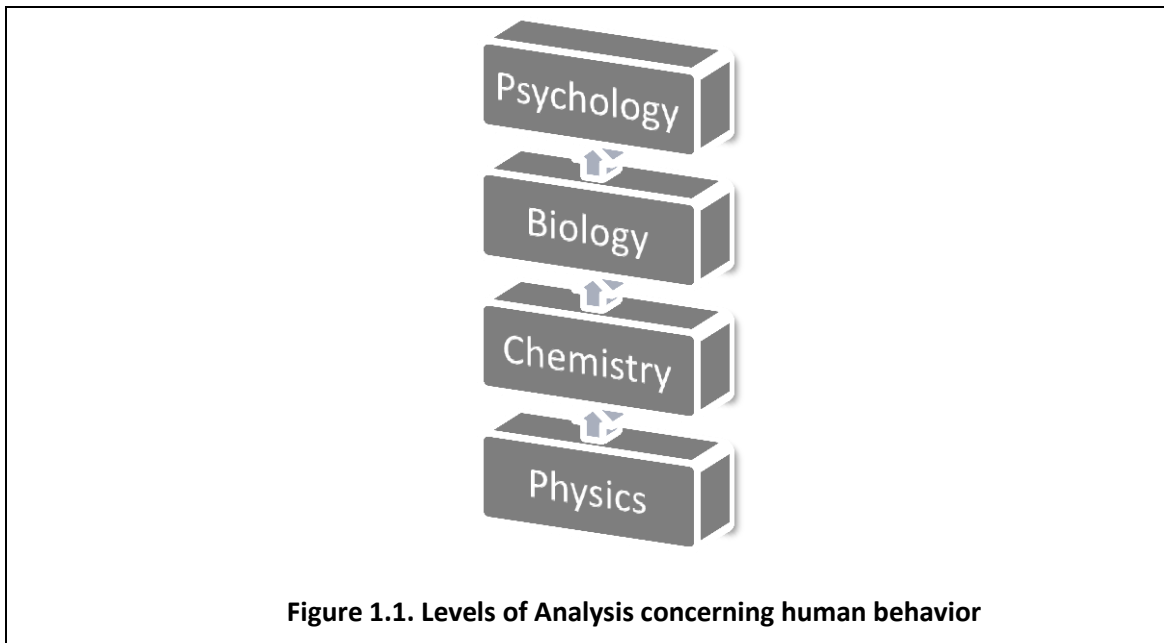 Psychology
Biology
Chemistry
Physics
Figure 1.1. Levels of Analysis concerning human behavior